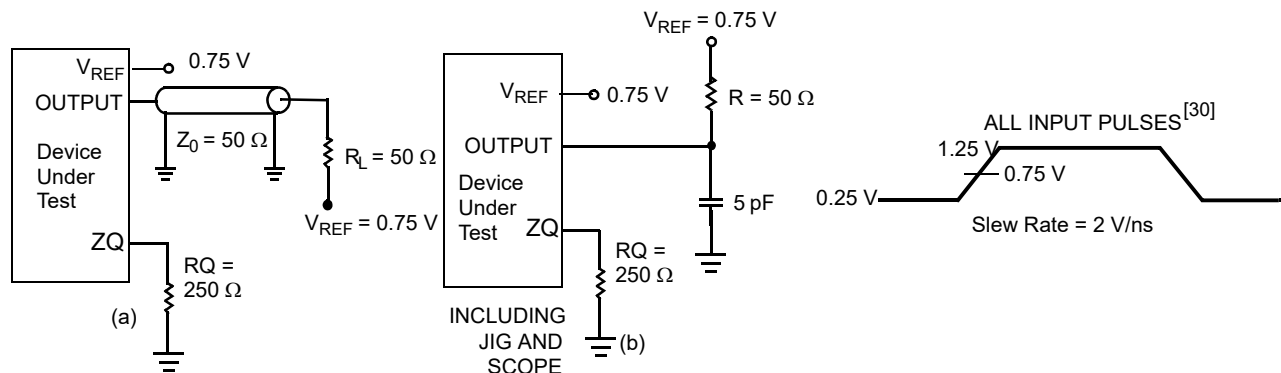 V_REF 0.75 V
OUTPUT
Z₀ = 50 Ω
Device
Under
Test
R_L = 50 Ω
V_REF = 0.75 V
ZQ
RQ =
250 Ω
(a)
V_REF = 0.75 V
R = 50 Ω
V_REF 0.75 V
OUTPUT
Device
Under
Test
5 pF
ZQ
RQ =
250 Ω
INCLUDING
JIG AND
SCOPE
(b)
ALL INPUT PULSES[30]
1.25 V
0.75 V
0.25 V
Slew Rate = 2 V/ns